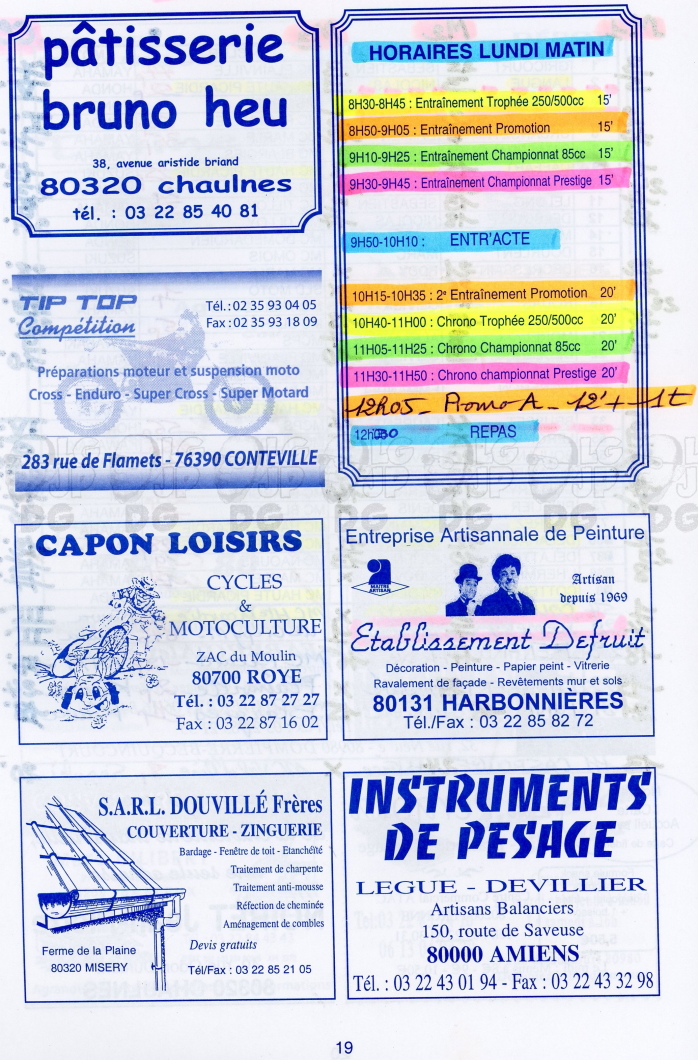 pâtisserie
bruno heu
38, avenue aristide briand
80320 chaulnes
tél. : 03 22 85 40 81
HORAIRES LUNDI MATIN
8H30-8H45 : Entraînement Trophée 250/500cc 15'
8H50-9H05 : Entraînement Promotion 15'
9H10-9H25 : Entraînement Championnat 85cc 15'
9H30-9H45 : Entraînement Championnat Prestige 15'
9H50-10H10 : ENTR'ACTE
10H15-10H35 : 2e Entraînement Promotion 20'
10H40-11H00 : Chrono Trophée 250/500cc 20'
11H05-11H25 : Chrono Championnat 85cc 20'
11H30-11H50 : Chrono championnat Prestige 20'
12h05 - Promo A - 12' + 1t
REPAS
TIP TOP
Compétition
Tél.: 02 35 93 04 05
Fax : 02 35 93 18 09
Préparations moteur et suspension moto
Cross - Enduro - Super Cross - Super Motard
283 rue de Flamets - 76390 CONTEVILLE
LG
JP
DG
CAPON LOISIRS
CYCLES
&
MOTOCULTURE
ZAC du Moulin
80700 ROYE
Tél. : 03 22 87 27 27
Fax : 03 22 87 16 02
Entreprise Artisannale de Peinture
MAITRE
ARTISAN
Artisan
depuis 1969
Etablissement Defruit
Décoration - Peinture - Papier peint - Vitrerie
Ravalement de façade - Revêtements mur et sols
80131 HARBONNIÈRES
Tél./Fax : 03 22 85 82 72
S.A.R.L. DOUVILLÉ Frères
COUVERTURE - ZINGUERIE
Bardage - Fenêtre de toit - Etanchéité
Traitement de charpente
Traitement anti-mousse
Réfection de cheminée
Aménagement de combles
Devis gratuits
Ferme de la Plaine
80320 MISERY
Tél/Fax : 03 22 85 21 05
INSTRUMENTS
DE PESAGE
LEGUE - DEVILLIER
Artisans Balanciers
150, route de Saveuse
80000 AMIENS
Tél. : 03 22 43 01 94 - Fax : 03 22 43 32 98
19